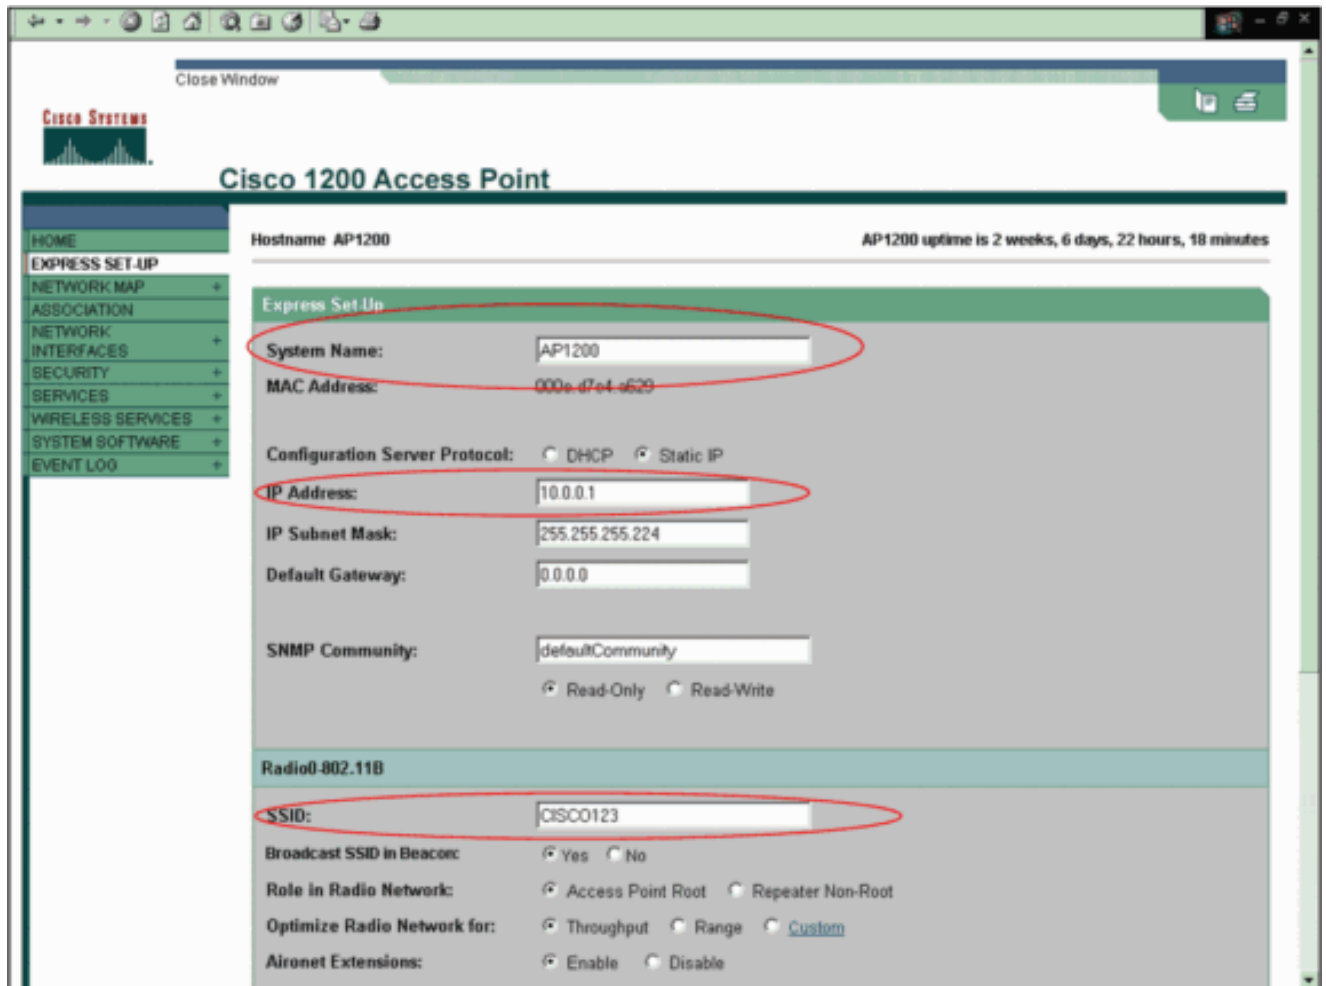 Close Window
CISCO SYSTEMS
Cisco 1200 Access Point
HOME
EXPRESS SET-UP
NETWORK MAP +
ASSOCIATION
NETWORK INTERFACES +
SECURITY +
SERVICES +
WIRELESS SERVICES +
SYSTEM SOFTWARE +
EVENT LOG +
Hostname AP1200
AP1200 uptime is 2 weeks, 6 days, 22 hours, 18 minutes
Express Set-Up
System Name: AP1200
MAC Address: 000e.d7e4.a629
Configuration Server Protocol: DHCP Static IP
IP Address: 10.0.0.1
IP Subnet Mask: 255.255.255.224
Default Gateway: 0.0.0.0
SNMP Community: defaultCommunity
Read-Only Read-Write
Radio0-802.11B
SSID: CISCO123
Broadcast SSID in Beacon: Yes No
Role in Radio Network: Access Point Root Repeater Non-Root
Optimize Radio Network for: Throughput Range Custom
Aironet Extensions: Enable Disable